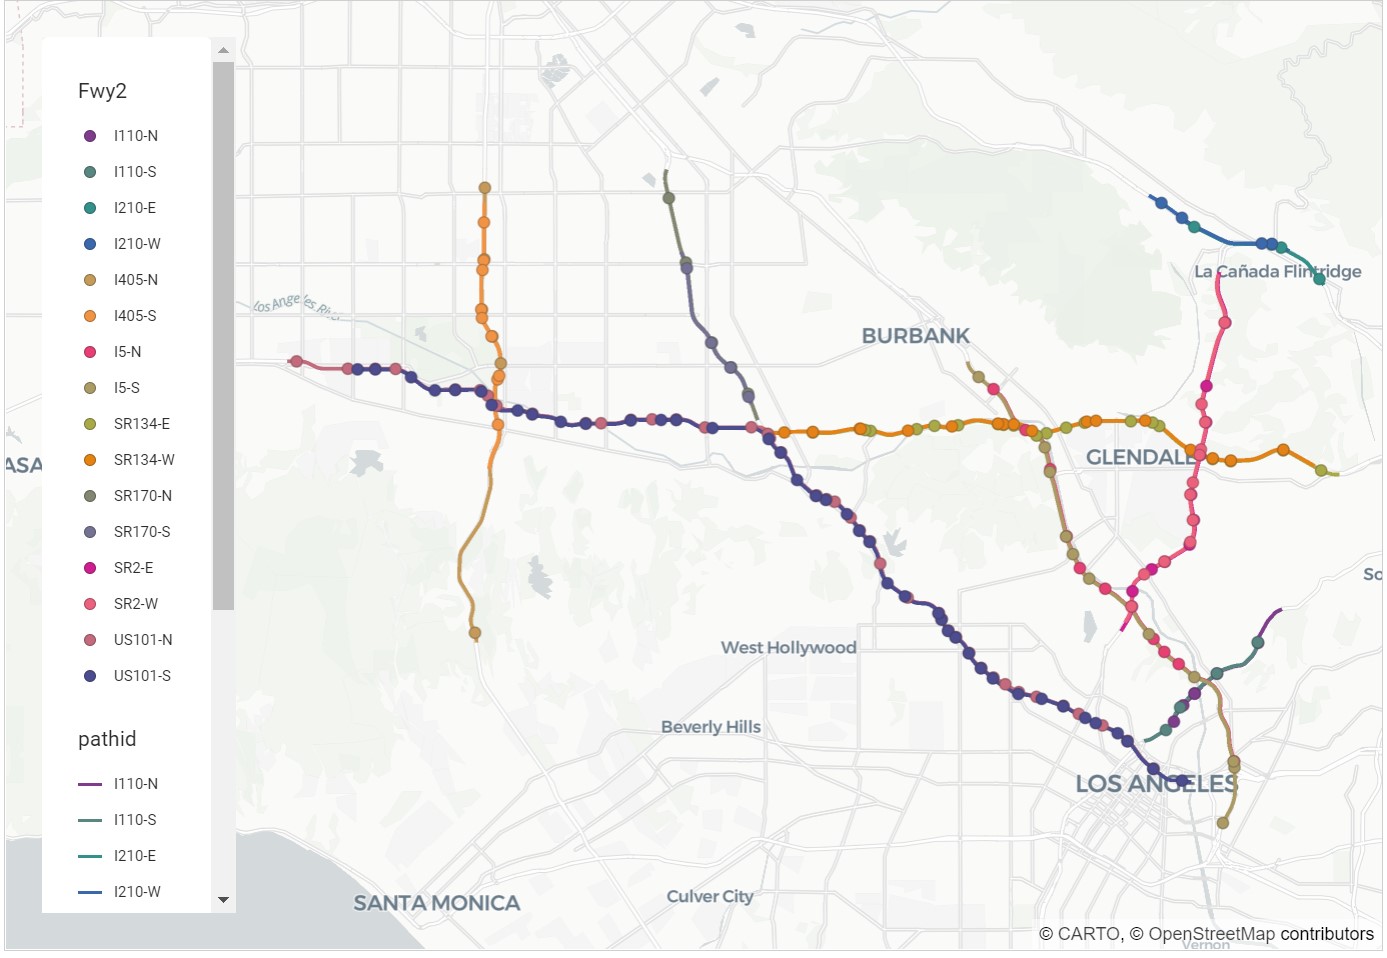 Fwy2
I110-N
I110-S
I210-E
I210-W
I405-N
I405-S
I5-N
I5-S
SR134-E
SR134-W
SR170-N
SR170-S
SR2-E
SR2-W
US101-N
US101-S
pathid
I110-N
I110-S
I210-E
I210-W
La Cañada Flintridge
Los Angeles Riv
BURBANK
GLENDALE
ASA
So
West Hollywood
Beverly Hills
LOS ANGELES
SANTA MONICA
Culver City
© CARTO, © OpenStreetMap contributors
Vernon